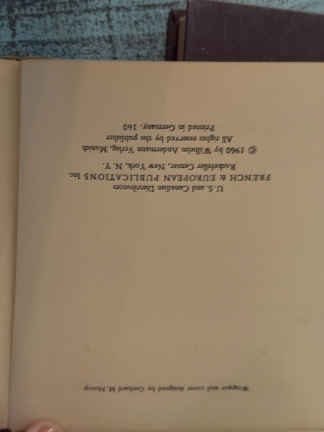 Wrapper and cover designed by Gerhard M. Hotop
U. S. and Canadian Distributors
FRENCH & EUROPEAN PUBLICATIONS Inc.
Rockefeller Center, New York, N. Y.
© 1960 by Wilhelm Andermann Verlag, Munich
All rights reserved by the publisher
Printed in Germany. 160